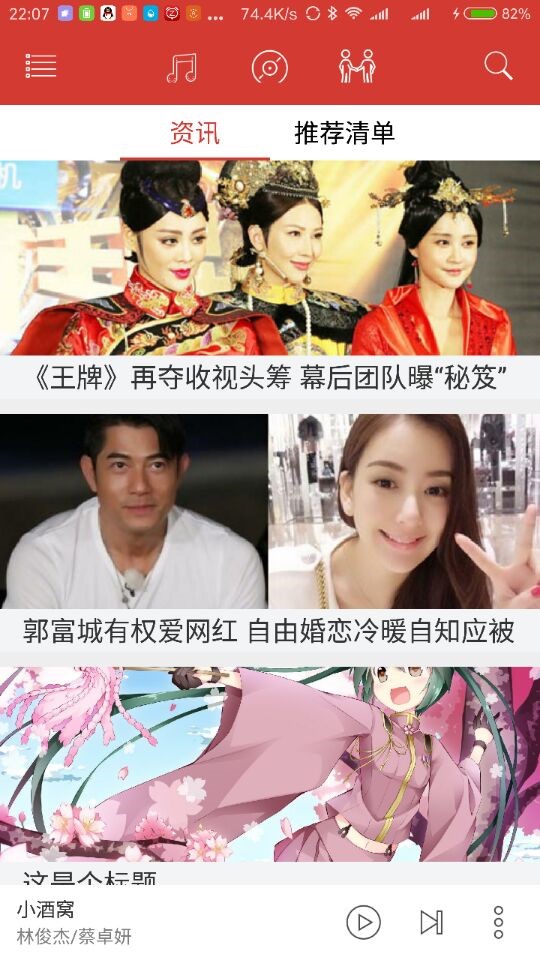 22:07
74.4K/s
82%
资讯
推荐清单
机
《王牌》再夺收视头筹 幕后团队曝“秘笈”
郭富城有权爱网红 自由婚恋冷暖自知应被
这是个标题
小酒窝
林俊杰/蔡卓妍